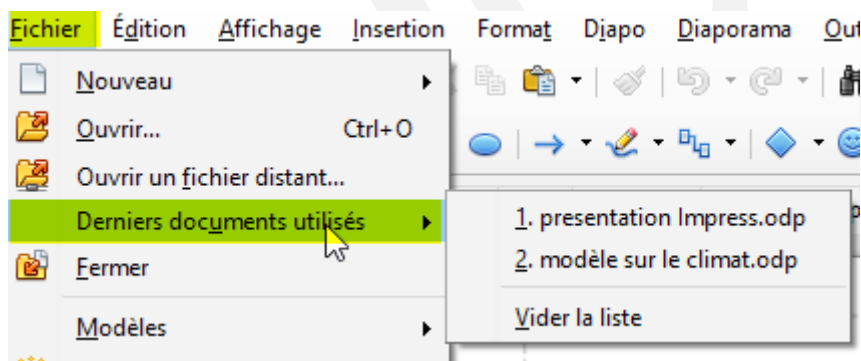 Fichier Édition Affichage Insertion Format Diapo Diaporama Out
Nouveau
Ouvrir... Ctrl+O
Ouvrir un fichier distant...
Derniers documents utilisés
1. presentation Impress.odp
2. modèle sur le climat.odp
Fermer
Vider la liste
Modèles